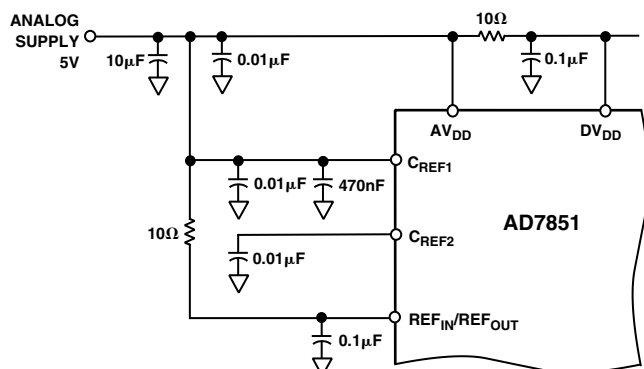 ANALOG
SUPPLY
5V
10μF
0.01μF
10Ω
0.1μF
AVDD
DVDD
CREF1
0.01μF
470nF
AD7851
10Ω
CREF2
0.01μF
REFIN/REFOUT
0.1μF